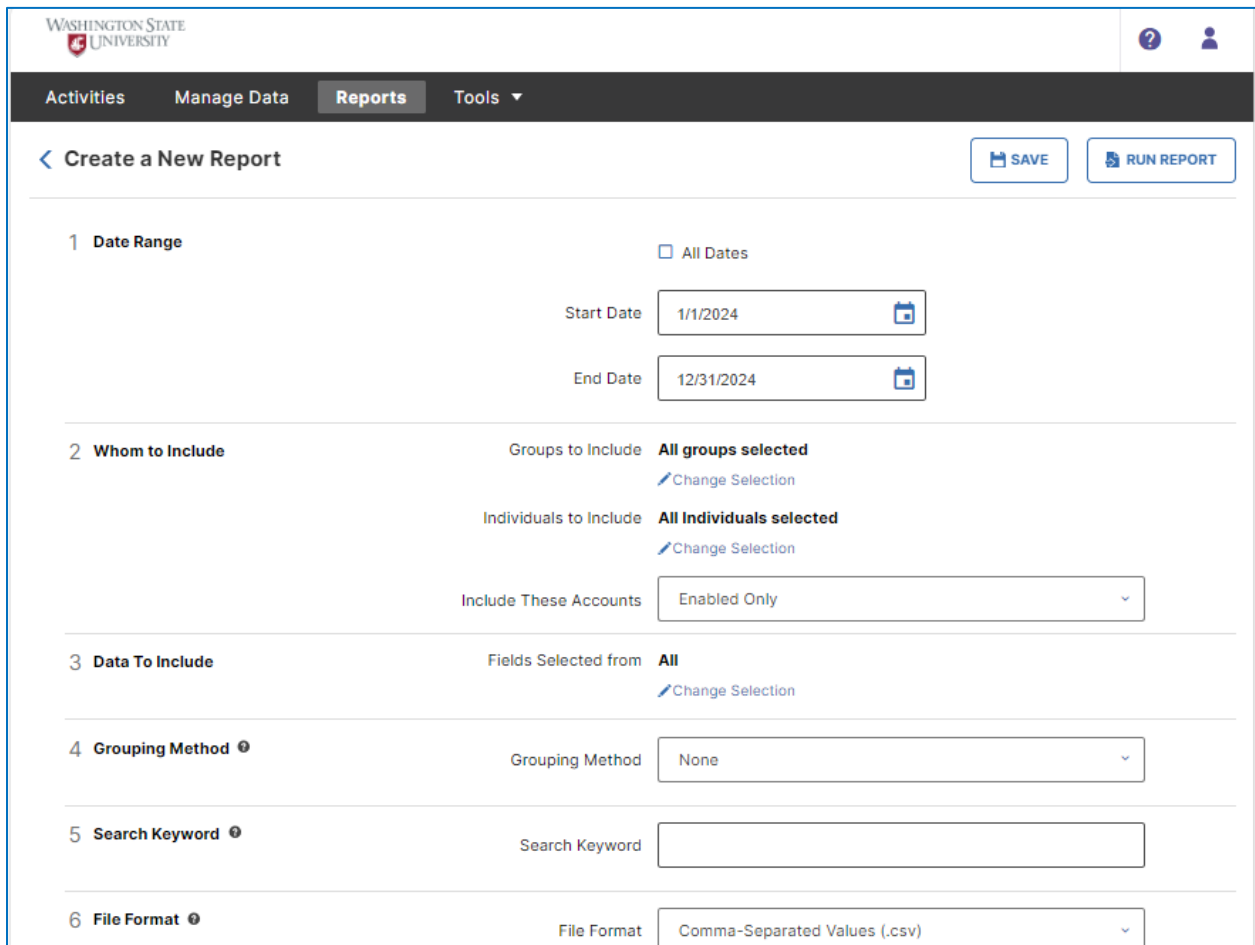 WASHINGTON STATE
UNIVERSITY
Activities Manage Data Reports Tools
Create a New Report SAVE RUN REPORT
1 Date Range
All Dates
Start Date 1/1/2024
End Date 12/31/2024
2 Whom to Include Groups to Include All groups selected
Change Selection
Individuals to Include All Individuals selected
Change Selection
Include These Accounts Enabled Only
3 Data To Include Fields Selected from All
Change Selection
4 Grouping Method ?
Grouping Method None
5 Search Keyword ?
Search Keyword
6 File Format ?
File Format Comma-Separated Values (.csv)